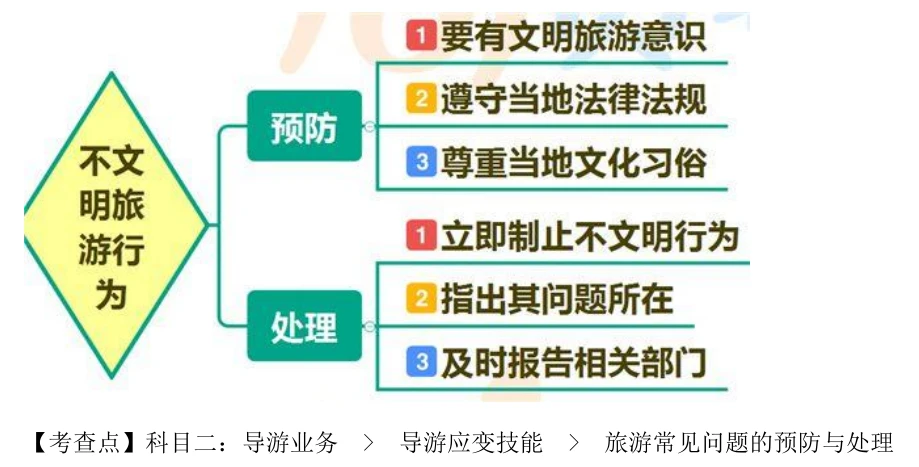 不文
明旅
游行
为
预防
1 要有文明旅游意识
2 遵守当地法律法规
3 尊重当地文化习俗
处理
1 立即制止不文明行为
2 指出其问题所在
3 及时报告相关部门
【考查点】科目二：导游业务 > 导游应变技能 > 旅游常见问题的预防与处理